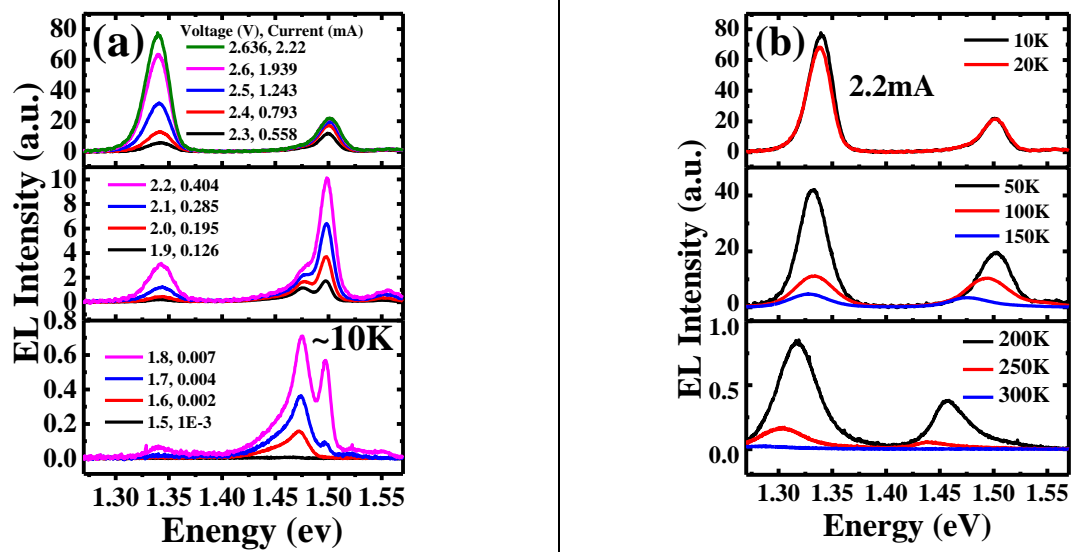 (a)
Voltage (V), Current (mA)
2.636, 2.22
2.6, 1.939
2.5, 1.243
2.4, 0.793
2.3, 0.558
80
60
40
20
0
2.2, 0.404
2.1, 0.285
2.0, 0.195
1.9, 0.126
10
8
6
4
2
0
~10K
1.8, 0.007
1.7, 0.004
1.6, 0.002
1.5, 1E-3
0.8
0.6
0.4
0.2
0.0
EL Intensity (a.u.)
EL Intensity
1.30 1.35 1.40 1.45 1.50 1.55
Enengy (ev)
(b)
10K
20K
2.2mA
80
60
40
20
0
50K
100K
150K
40
20
0
200K
250K
300K
1.0
0.5
0.0
EL Intensity (a.u.)
1.30 1.35 1.40 1.45 1.50 1.55
Energy (eV)